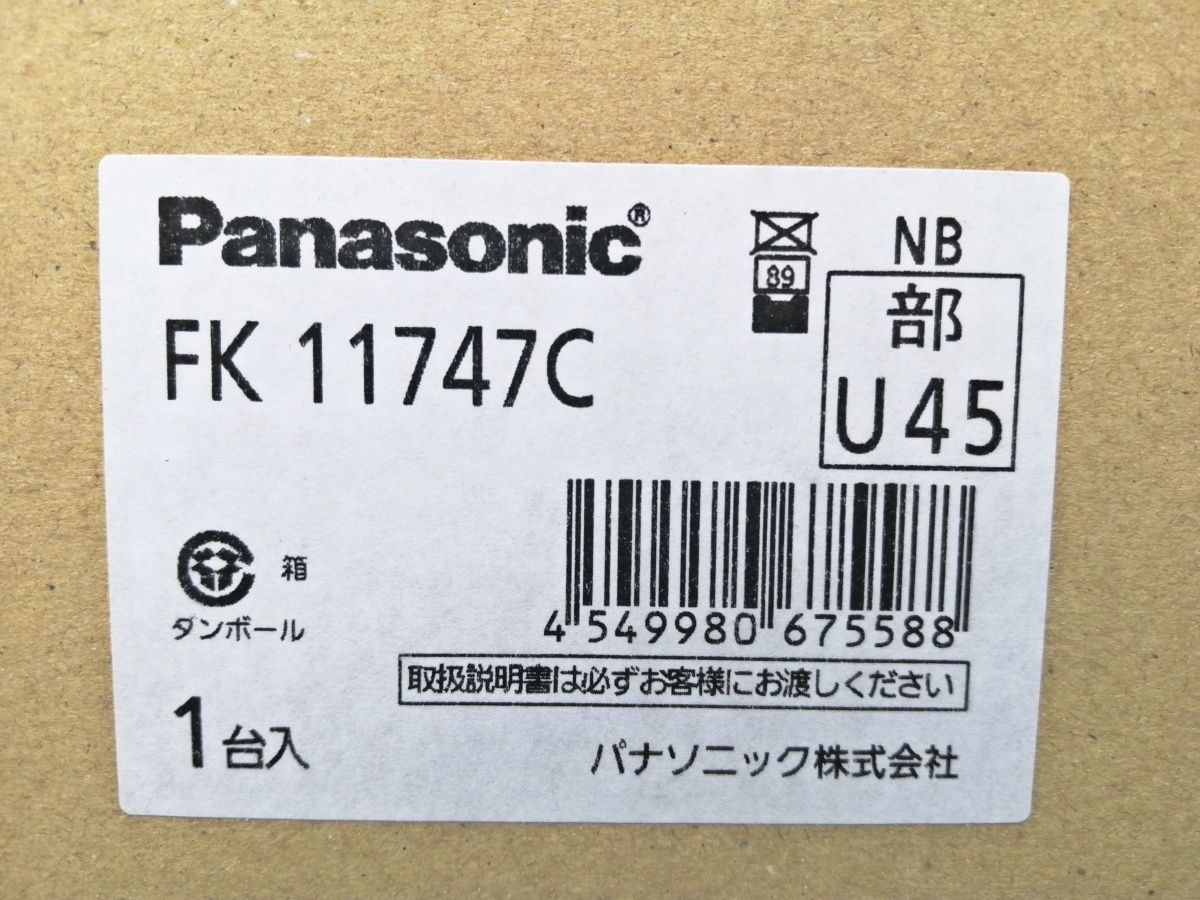 Panasonic®
FK 11747C
89
NB
部
U45
箱
ダンボール
4 549980 675588
取扱説明書は必ずお客様にお渡しください
1台入
パナソニック株式会社